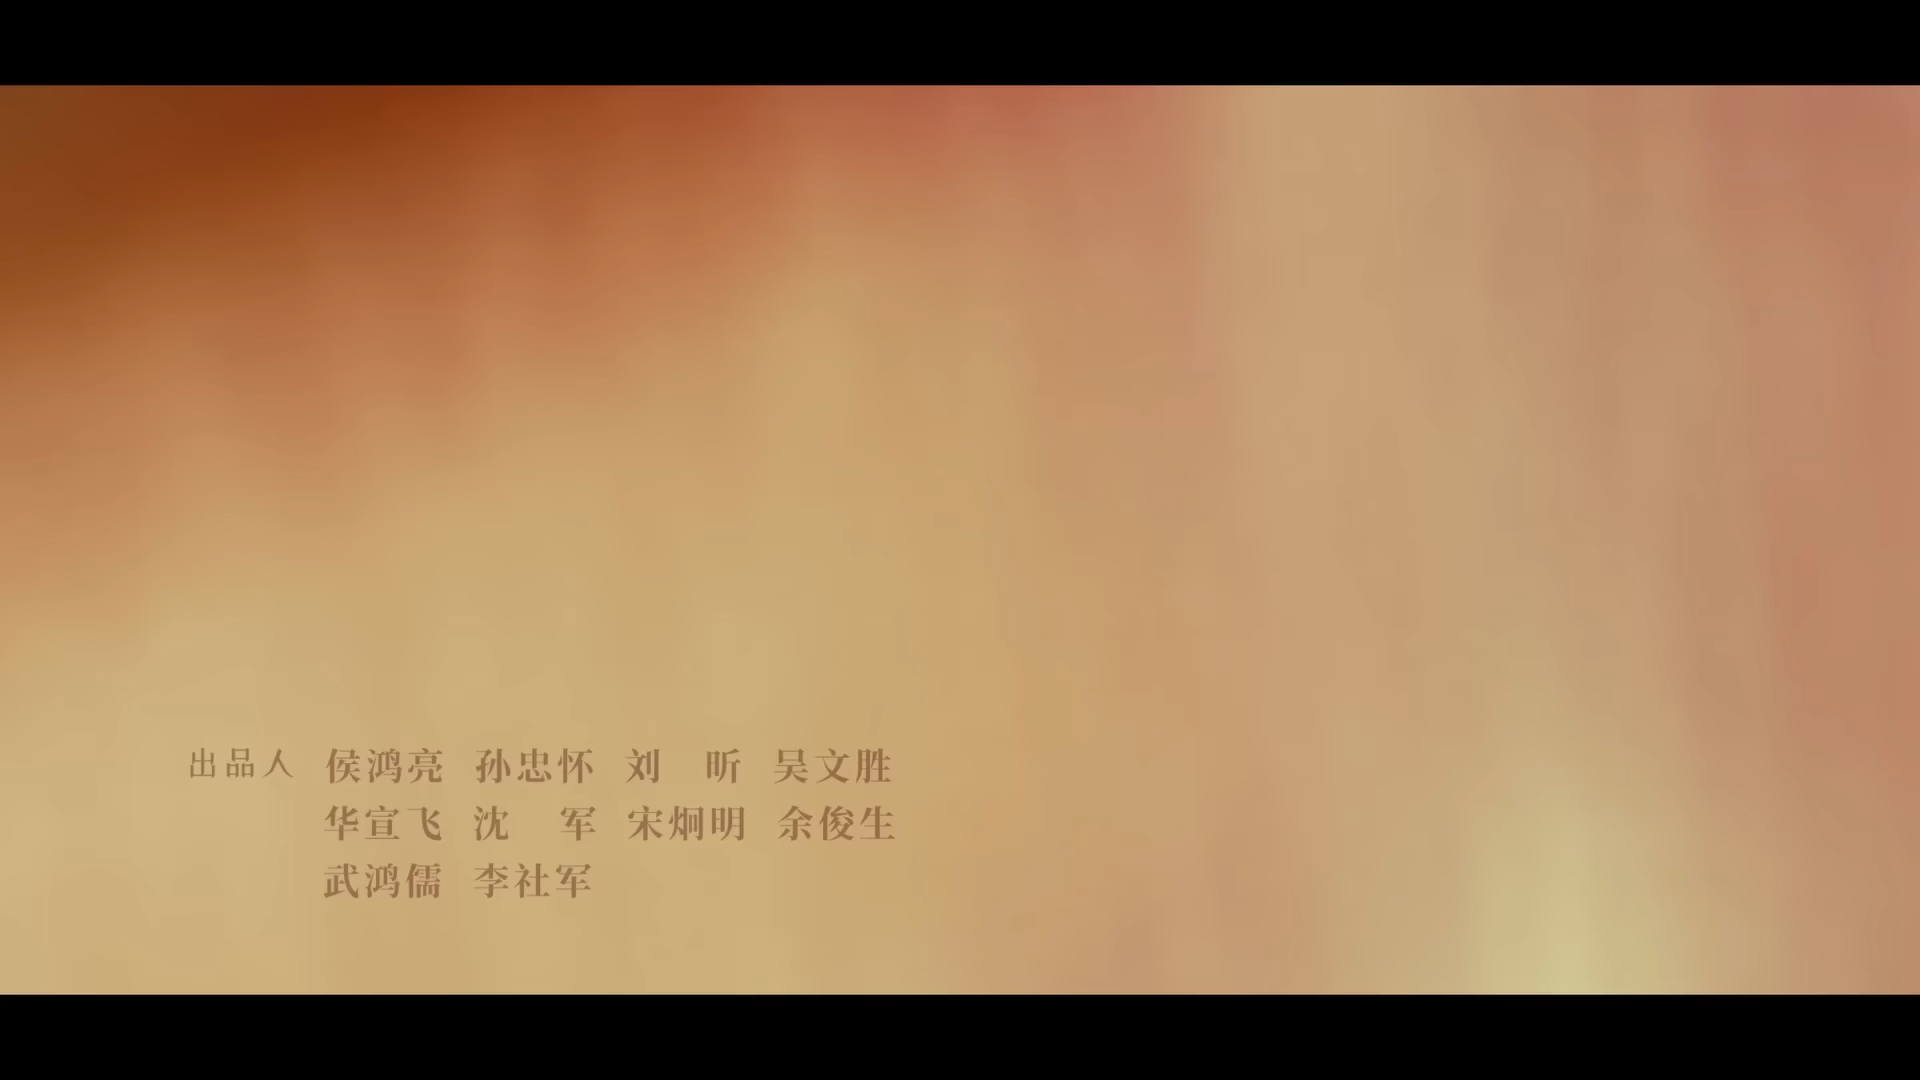 出品人 侯鸿亮 孙忠怀 刘 昕 吴文胜
华宣飞 沈 军 宋炯明 余俊生
武鸿儒 李社军